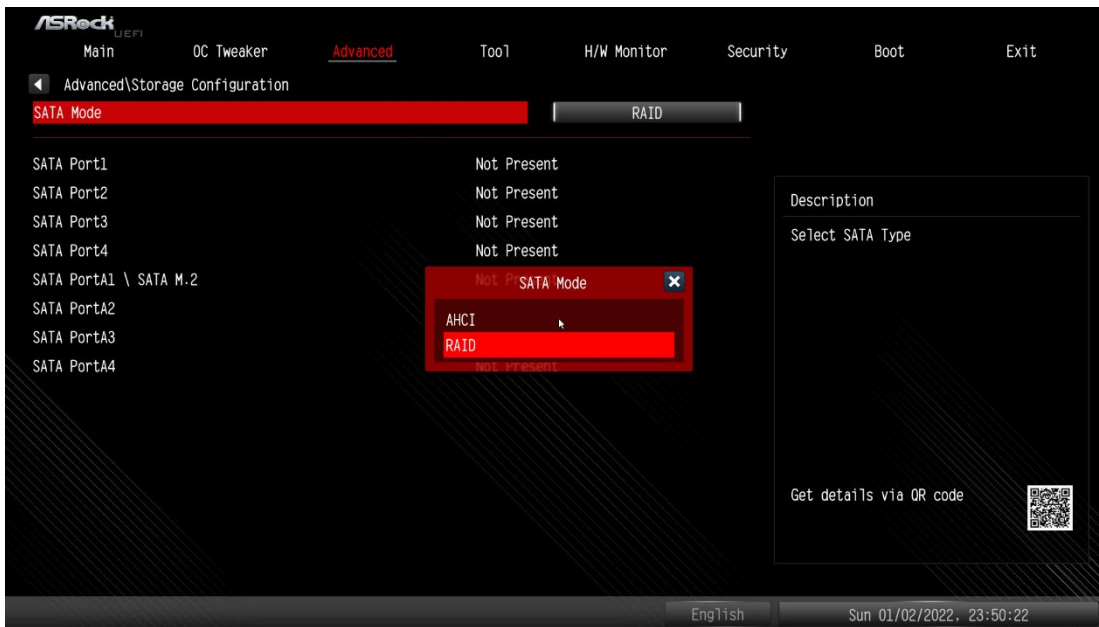 ASRock UEFI
Main OC Tweaker Advanced Tool H/W Monitor Security Boot Exit
Advanced\Storage Configuration
SATA Mode RAID
SATA Port1 Not Present
SATA Port2 Not Present
SATA Port3 Not Present
SATA Port4 Not Present
SATA PortA1 \ SATA M.2
SATA PortA2
SATA PortA3
SATA PortA4 Not Present
SATA Mode
AHCI
RAID
Description
Select SATA Type
Get details via QR code
English Sun 01/02/2022, 23:50:22